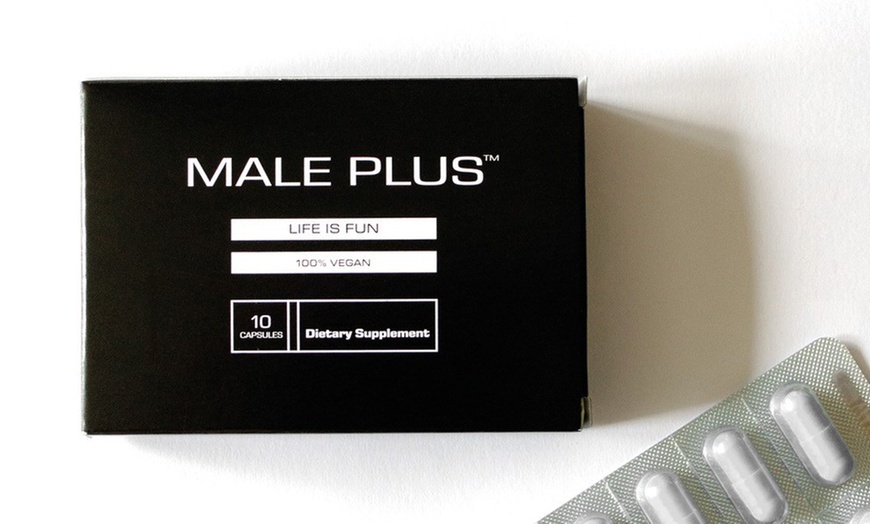 MALE PLUS™
LIFE IS FUN
100% VEGAN
10
CAPSULES
Dietary Supplement